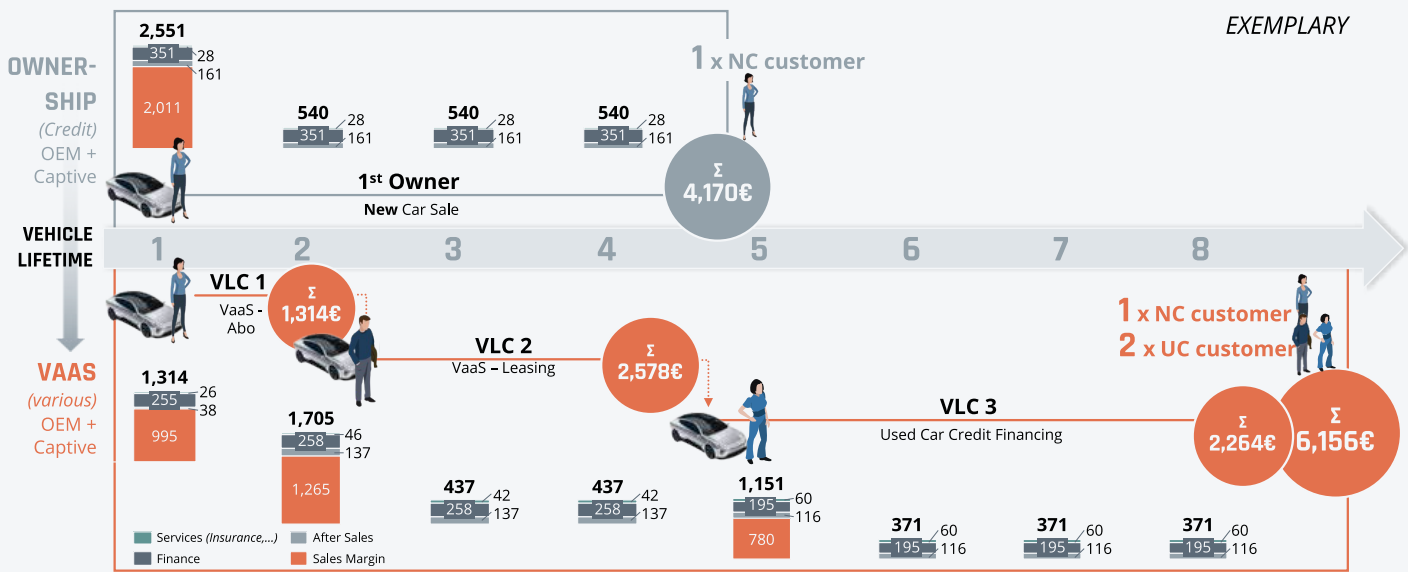 EXEMPLARY
OWNER-
SHIP
(Credit)
OEM +
Captive
2,551
351
28
161
2,011
540
351
28
161
540
351
28
161
540
351
28
161
1 x NC customer
Σ
4,170€
1st Owner
New Car Sale
VEHICLE
LIFETIME
1 2 3 4 5 6 7 8
VLC 1
VaaS -
Abo
Σ
1,314€
VLC 2
VaaS – Leasing
Σ
2,578€
VLC 3
Used Car Credit Financing
Σ
2,264€
Σ
6,156€
1 x NC customer
2 x UC customer
VAAS
(various)
OEM +
Captive
1,314
255
26
38
995
1,705
258
46
137
1,265
437
258
42
137
437
258
42
137
1,151
195
60
116
780
371
195
60
116
371
195
60
116
371
195
60
116
Services (Insurance,...)
After Sales
Finance
Sales Margin